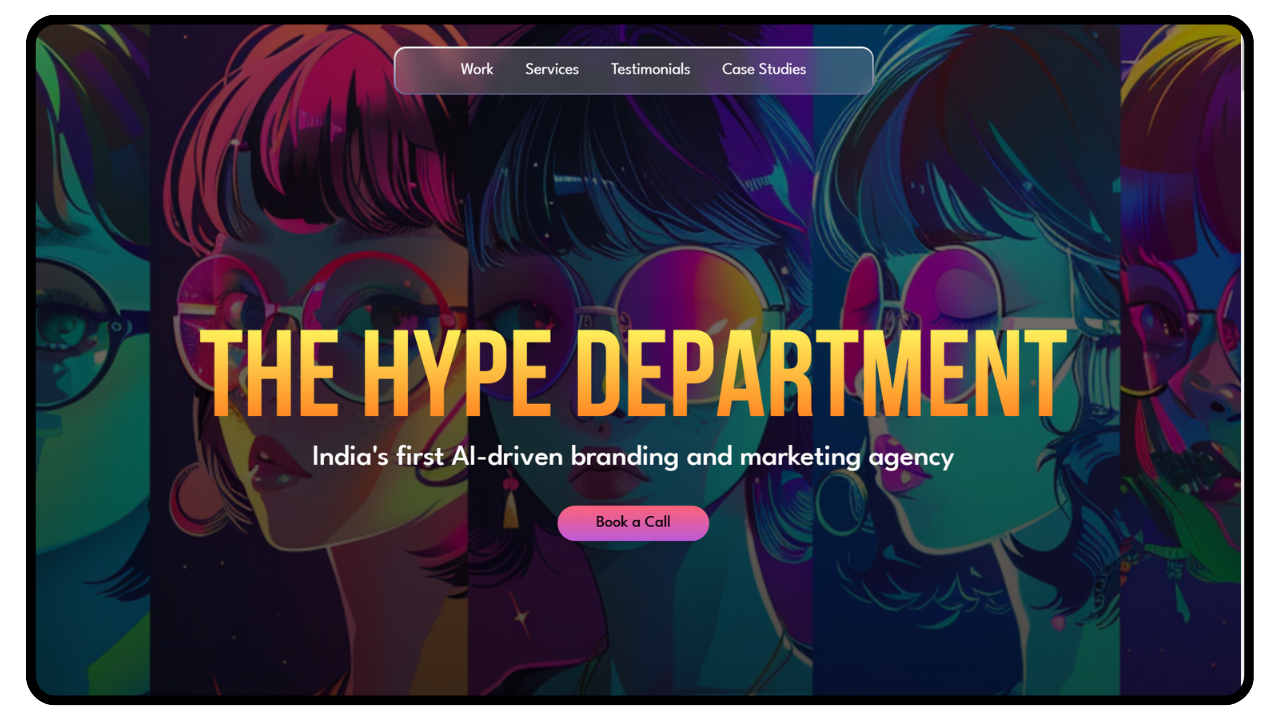 Work Services Testimonials Case Studies
THE HYPE DEPARTMENT
India's first AI-driven branding and marketing agency
Book a Call